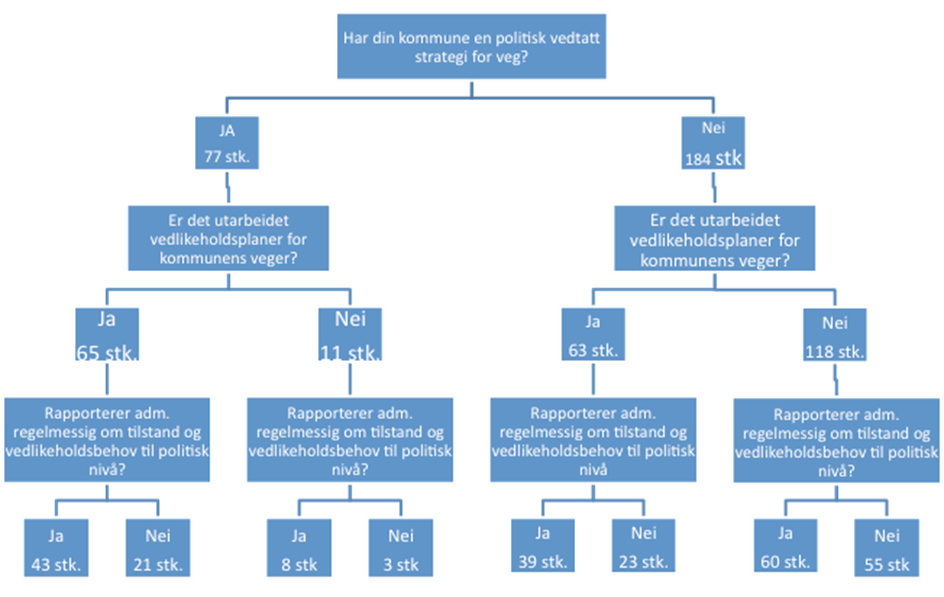 Har din kommune en politisk vedtatt
strategi for veg?
JA
77 stk.
Nei
184 stk
Er det utarbeidet
vedlikeholdsplaner for
kommunens veger?
Er det utarbeidet
vedlikeholdsplaner for
kommunens veger?
Ja
65 stk.
Nei
11 stk.
Ja
63 stk.
Nei
118 stk.
Rapporterer adm.
regelmessig om tilstand og
vedlikeholdsbehov til politisk
nivå?
Rapporterer adm.
regelmessig om tilstand og
vedlikeholdsbehov til politisk
nivå?
Rapporterer adm.
regelmessig om tilstand og
vedlikeholdsbehov til politisk
nivå
Rapporterer adm.
regelmessig om tilstand og
vedlikeholdsbehov til politisk
nivå?
Ja
43 stk.
Nei
21 stk.
Ja
8 stk
Nei
3 stk
Ja
39 stk.
Nei
23 stk.
Ja
60 stk.
Nei
55 stk